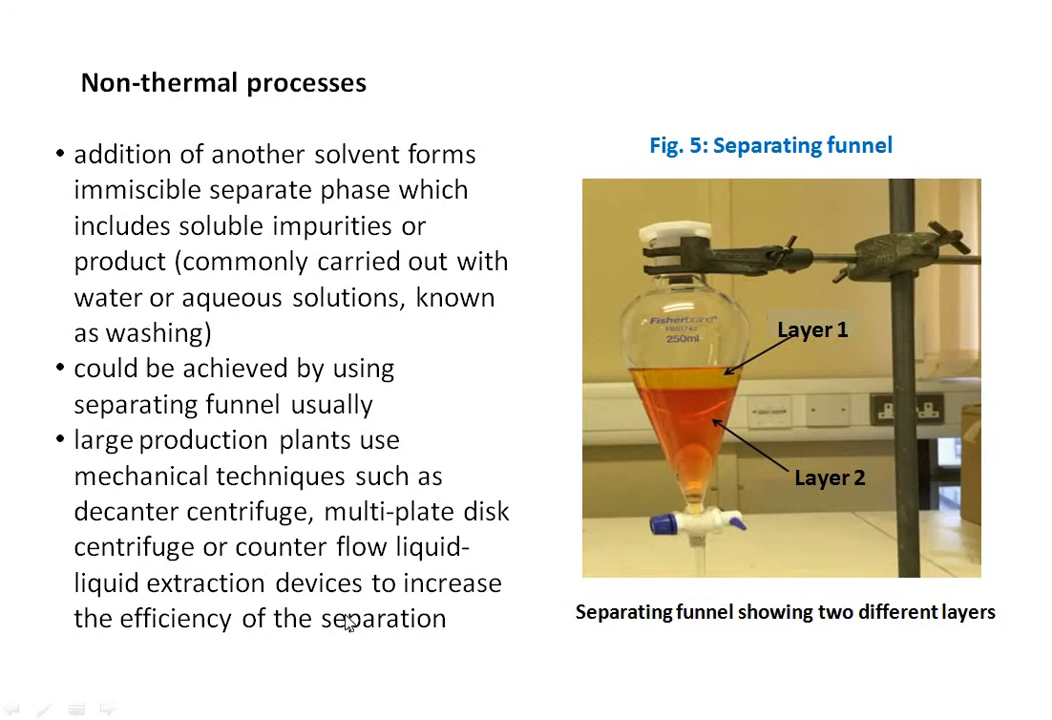 Non-thermal processes
• addition of another solvent forms
immiscible separate phase which
includes soluble impurities or
product (commonly carried out with
water or aqueous solutions, known
as washing)
• could be achieved by using
separating funnel usually
• large production plants use
mechanical techniques such as
decanter centrifuge, multi-plate disk
centrifuge or counter flow liquid-
liquid extraction devices to increase
the efficiency of the separation
Fig. 5: Separating funnel
Fisherbrand
250ml
Layer 1
Layer 2
Separating funnel showing two different layers